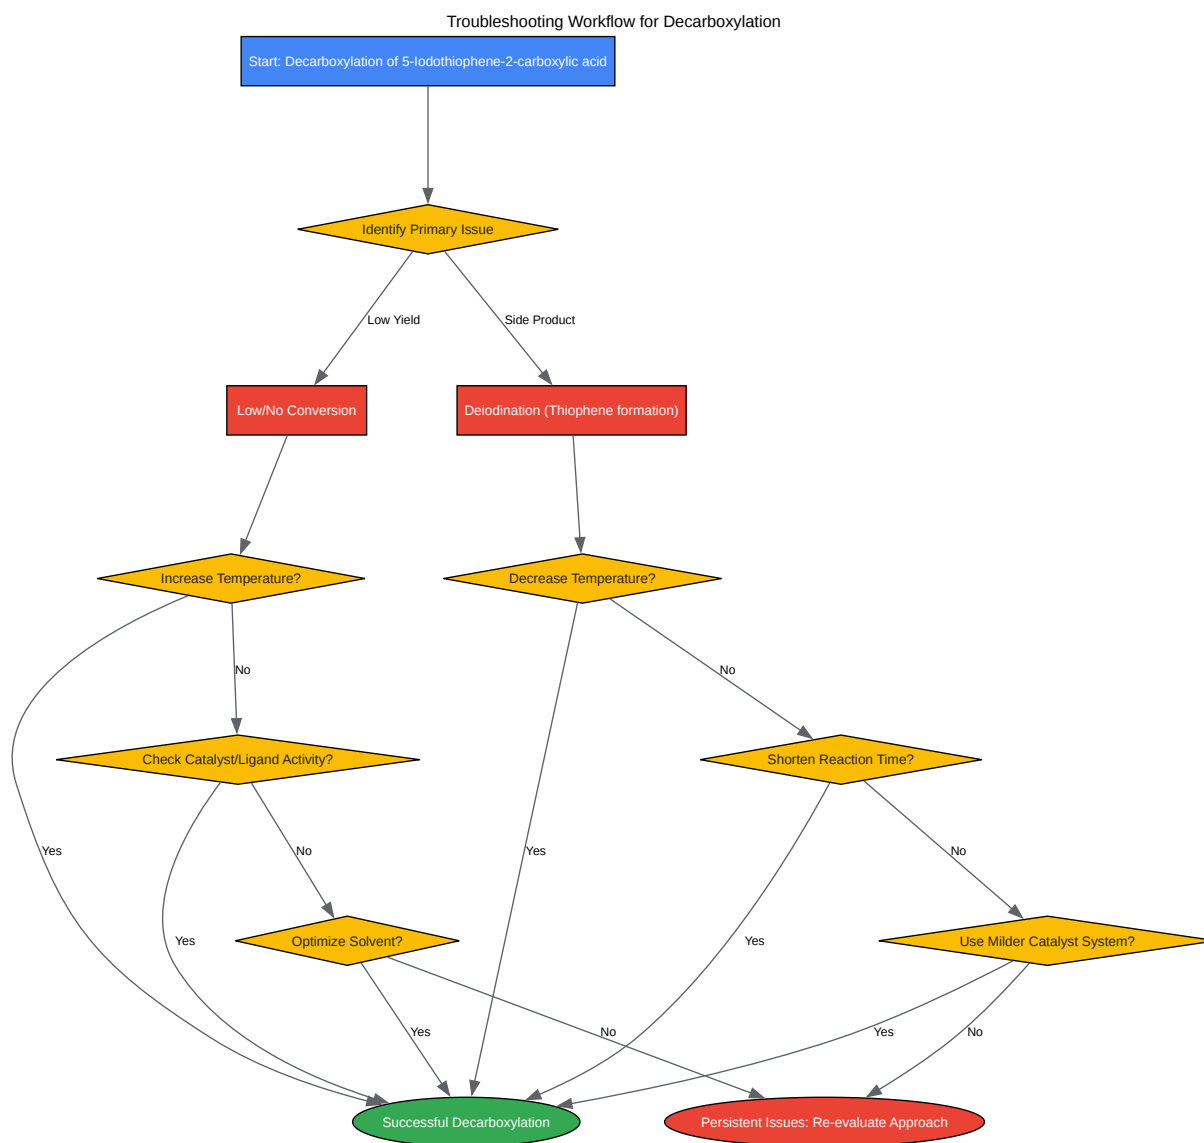 Troubleshooting Workflow for Decarboxylation
Start: Decarboxylation of 5-Iodothiophene-2-carboxylic acid
Identify Primary Issue
Low Yield
Side Product
Low/No Conversion
Deiodination (Thiophene formation)
Increase Temperature?
Decrease Temperature?
No
No
Check Catalyst/Ligand Activity?
Shorten Reaction Time?
Yes
No
Yes
No
Yes
Yes
Optimize Solvent?
Use Milder Catalyst System?
Yes
No
Yes
No
Successful Decarboxylation
Persistent Issues: Re-evaluate Approach